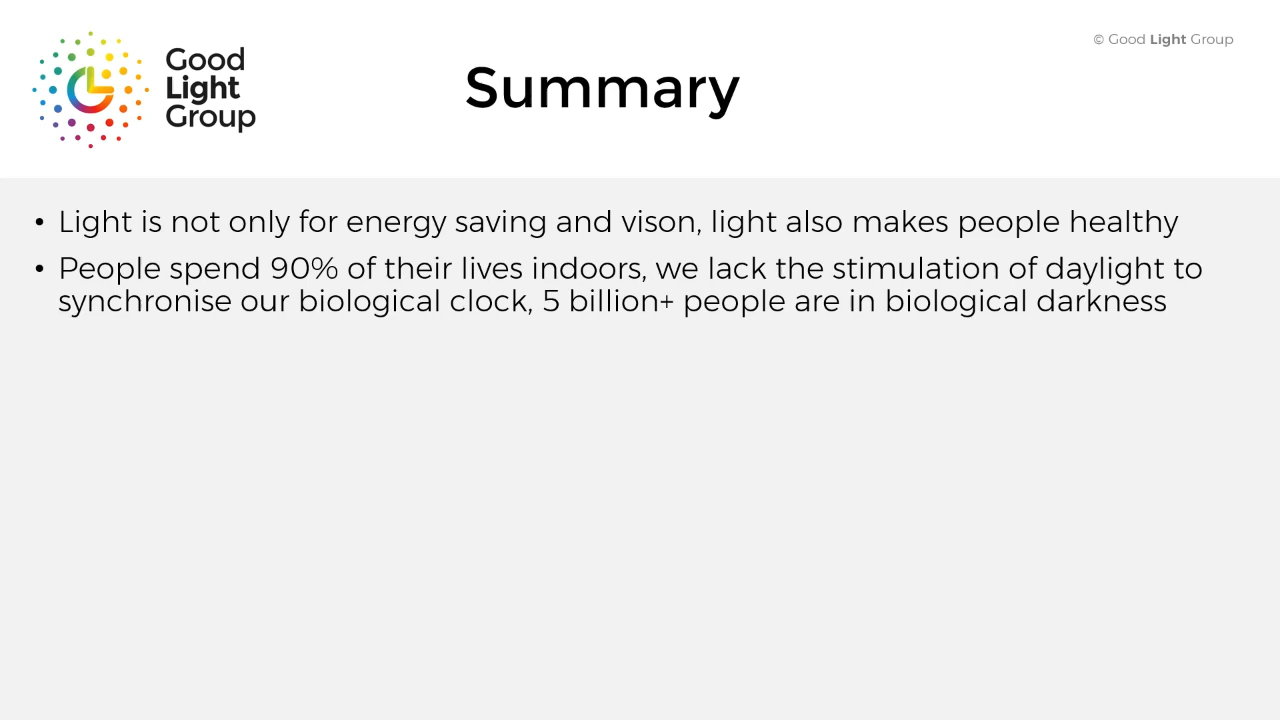 Good
Light
Group
© Good Light Group
Summary
• Light is not only for energy saving and vison, light also makes people healthy
• People spend 90% of their lives indoors, we lack the stimulation of daylight to
synchronise our biological clock, 5 billion+ people are in biological darkness